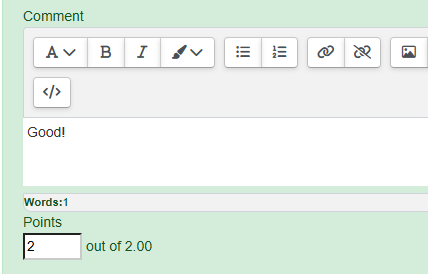 Comment
A B I
</>
Good!
Words:1
Points
2 out of 2.00